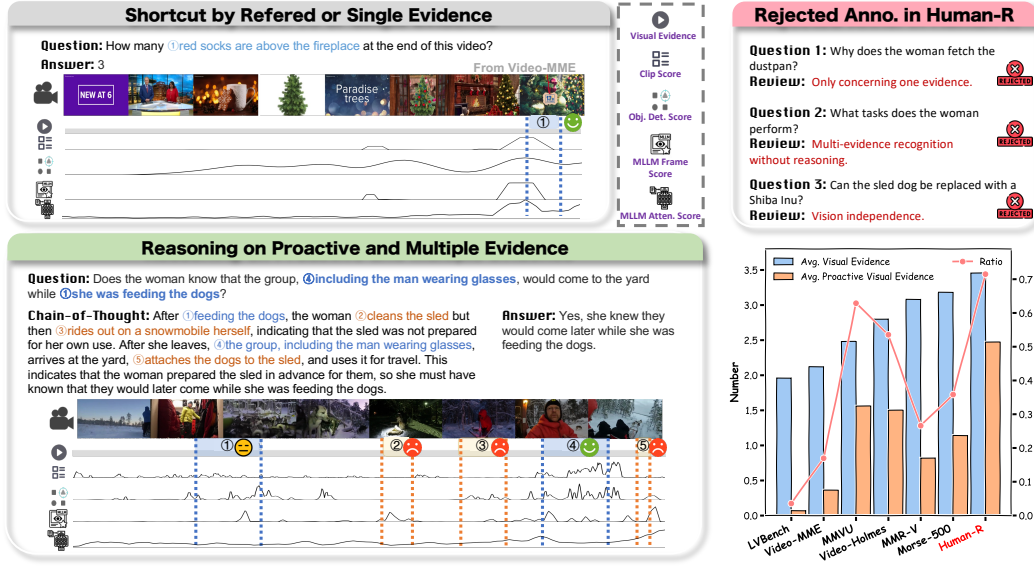 Shortcut by Refered or Single Evidence
Question: How many ①red socks are above the fireplace at the end of this video?
Answer: 3
From Video-MME
NEW AT 6
Paradise
trees
①
Visual Evidence
Clip Score
Obj. Det. Score
MLLM Frame
Score
MLLM Atten. Score
Rejected Anno. in Human-R
Question 1: Why does the woman fetch the
dustpan?
Review: Only concerning one evidence.
REJECTED
Question 2: What tasks does the woman
perform?
Review: Multi-evidence recognition
without reasoning.
REJECTED
Question 3: Can the sled dog be replaced with a
Shiba Inu?
Review: Vision independence.
REJECTED
Reasoning on Proactive and Multiple Evidence
Question: Does the woman know that the group, ④including the man wearing glasses, would come to the yard
while ①she was feeding the dogs?
Chain-of-Thought: After ①feeding the dogs, the woman ②cleans the sled but
then ③rides out on a snowmobile herself, indicating that the sled was not prepared
for her own use. After she leaves, ④the group, including the man wearing glasses,
arrives at the yard, ⑤attaches the dogs to the sled, and uses it for travel. This
indicates that the woman prepared the sled in advance for them, so she must have
known that they would later come while she was feeding the dogs.
Answer: Yes, she knew they
would come later while she was
feeding the dogs.
① ② ③ ④ ⑤
Avg. Visual Evidence
Avg. Proactive Visual Evidence
Ratio
Number
3.5
3.0
2.5
2.0
1.5
1.0
0.5
0.0
0.7
0.6
0.5
0.4
0.3
0.2
0.1
0.0
LVBench
Video-MME
MMVU
Video-Holmes
MMR-V
Morse-500
Human-R